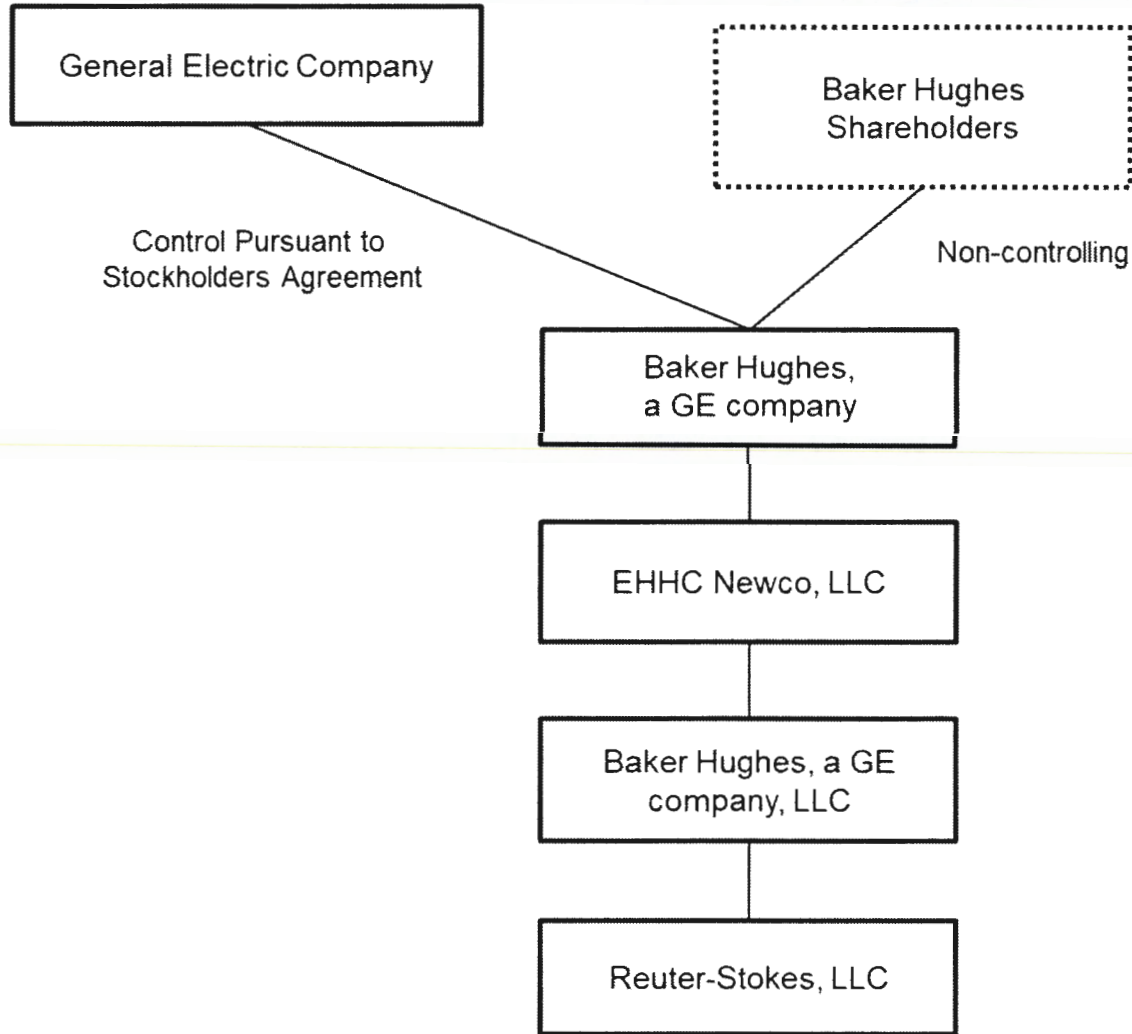 General Electric Company
Baker Hughes
Shareholders
Control Pursuant to
Stockholders Agreement
Non-controlling
Baker Hughes,
a GE company
EHHC Newco, LLC
Baker Hughes, a GE
company, LLC
Reuter-Stokes, LLC